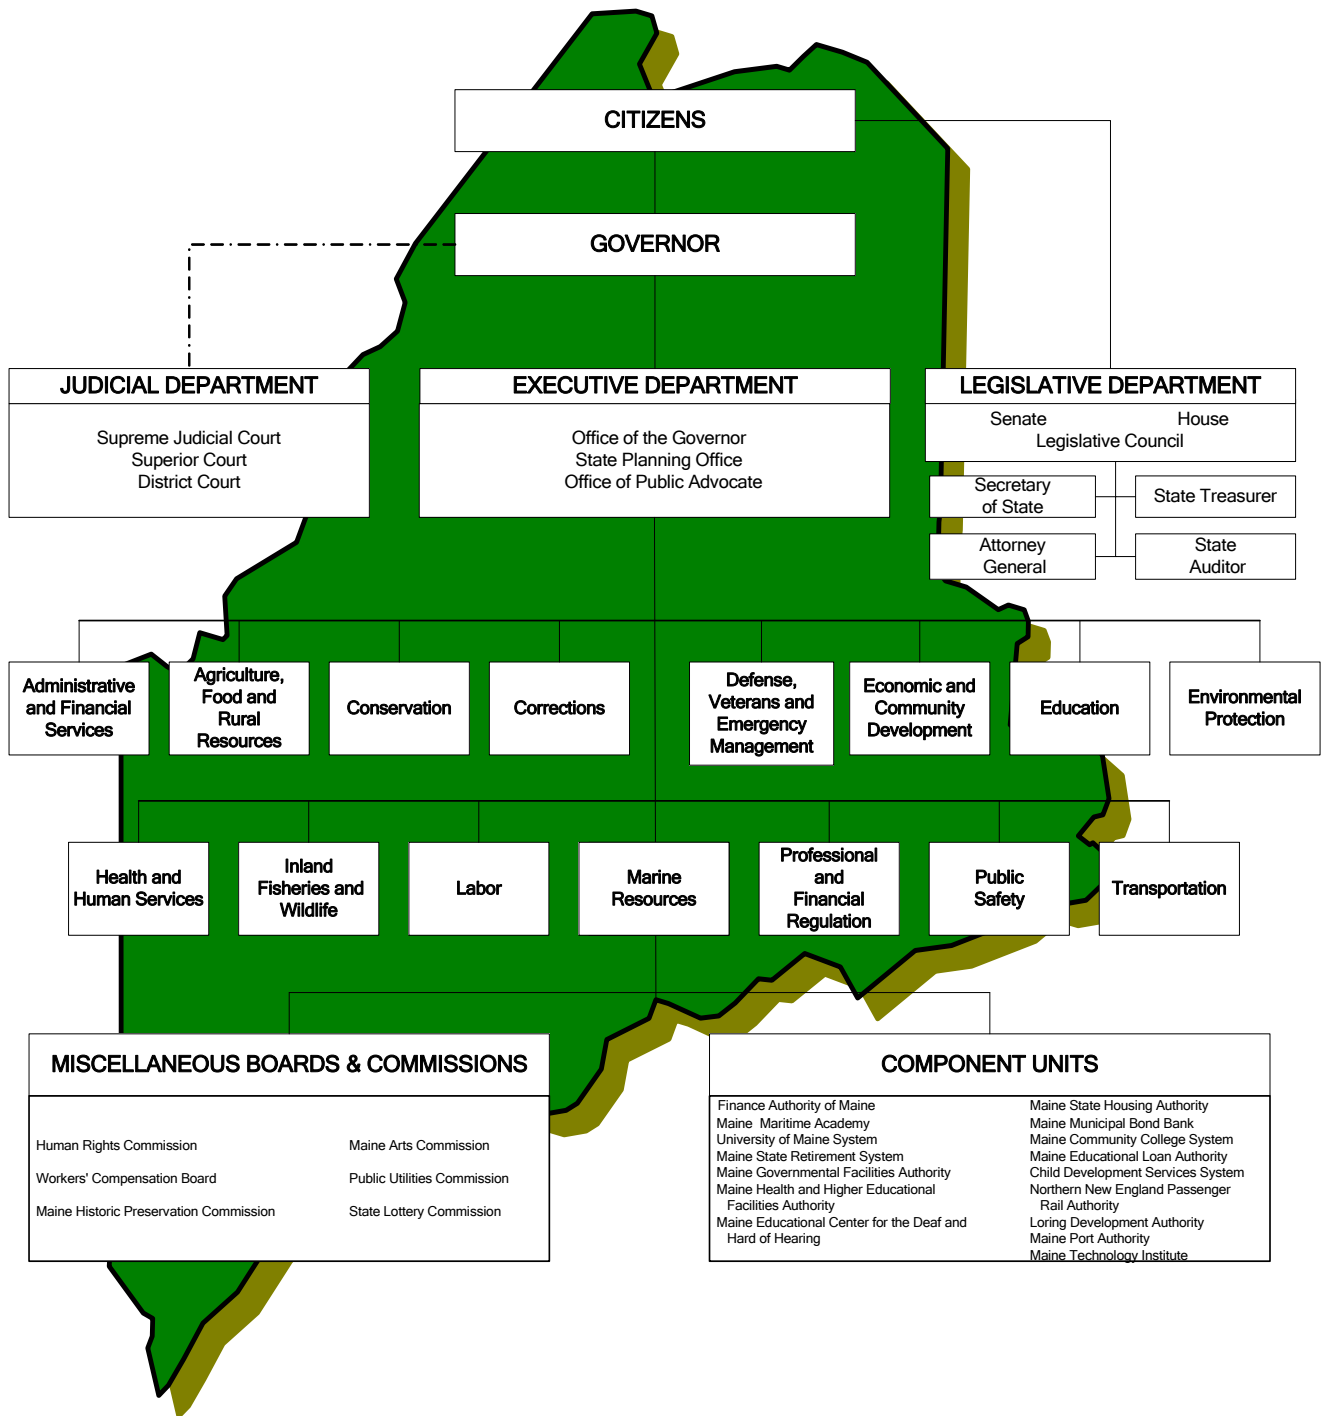 CITIZENS
GOVERNOR
JUDICIAL DEPARTMENT
Supreme Judicial Court
Superior Court
District Court
EXECUTIVE DEPARTMENT
Office of the Governor
State Planning Office
Office of Public Advocate
LEGISLATIVE DEPARTMENT
Senate House
Legislative Council
Secretary
of State
State Treasurer
Attorney
General
State
Auditor
Administrative
and Financial
Services
Agriculture,
Food and
Rural
Resources
Conservation
Corrections
Defense,
Veterans and
Emergency
Management
Economic and
Community
Development
Education
Environmental
Protection
Health and
Human Services
Inland
Fisheries and
Wildlife
Labor
Marine
Resources
Professional
and
Financial
Regulation
Public
Safety
Transportation
MISCELLANEOUS BOARDS & COMMISSIONS
Human Rights Commission
Workers' Compensation Board
Maine Historic Preservation Commission
Maine Arts Commission
Public Utilities Commission
State Lottery Commission
COMPONENT UNITS
Finance Authority of Maine
Maine Maritime Academy
University of Maine System
Maine State Retirement System
Maine Governmental Facilities Authority
Maine Health and Higher Educational
Facilities Authority
Maine Educational Center for the Deaf and
Hard of Hearing
Maine State Housing Authority
Maine Municipal Bond Bank
Maine Community College System
Maine Educational Loan Authority
Child Development Services System
Northern New England Passenger
Rail Authority
Loring Development Authority
Maine Port Authority
Maine Technology Institute